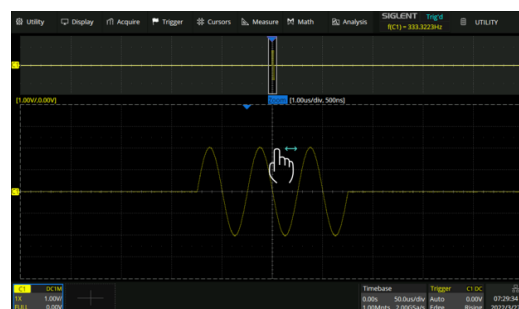 Utility Display Acquire Trigger Cursors Measure Math Analysis SIGLENT Trig'd UTILITY
f(C1) = 333.3223Hz
C1
[1.00V/,0.00V] [1.00us/div, 500ns]
C1
C1 DC1M Timebase Trigger C1 DC
1X 1.00V/ 0.00s 50.0us/div Auto 0.00V 07:29:34
FULL 0.00V 1.00Mpts 2.00GSa/s Edge Rising